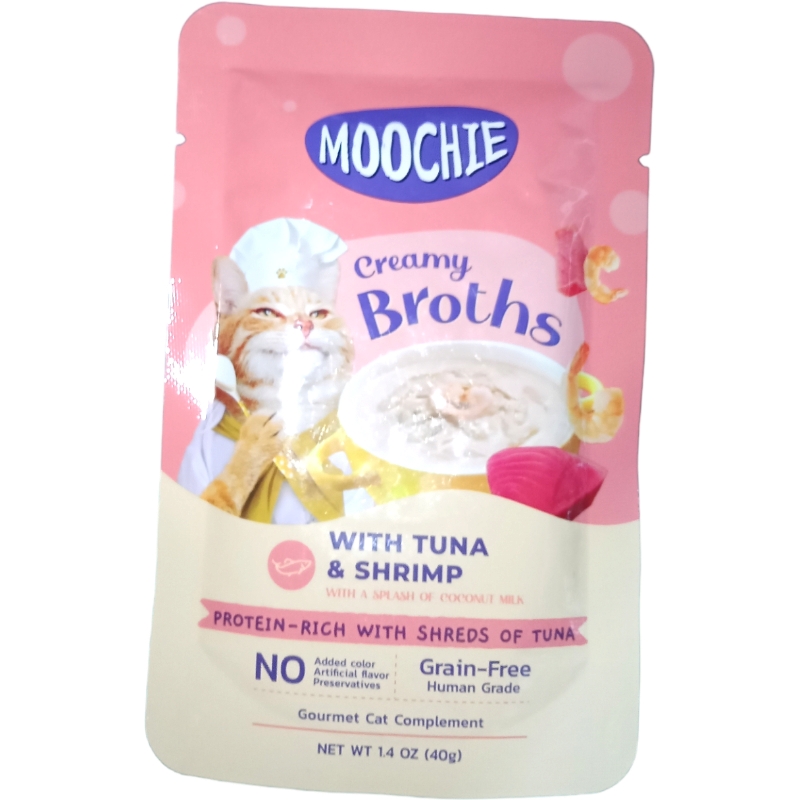 MOOCHIE
Creamy
Broths
WITH TUNA
& SHRIMP
WITH A SPLASH OF COCONUT MILK
PROTEIN-RICH WITH SHREDS OF TUNA
NO
Added color
Artificial flavor
Preservatives
Grain-Free
Human Grade
Gourmet Cat Complement
NET WT 1.4 OZ (40g)